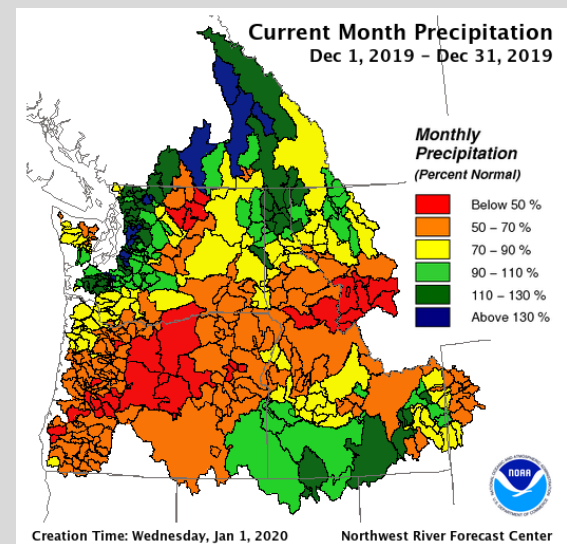 Current Month Precipitation
Dec 1, 2019 – Dec 31, 2019
Monthly
Precipitation
(Percent Normal)
Below 50 %
50 – 70 %
70 – 90 %
90 – 110 %
110 – 130 %
Above 130 %
NOAA
Creation Time: Wednesday, Jan 1, 2020
Northwest River Forecast Center